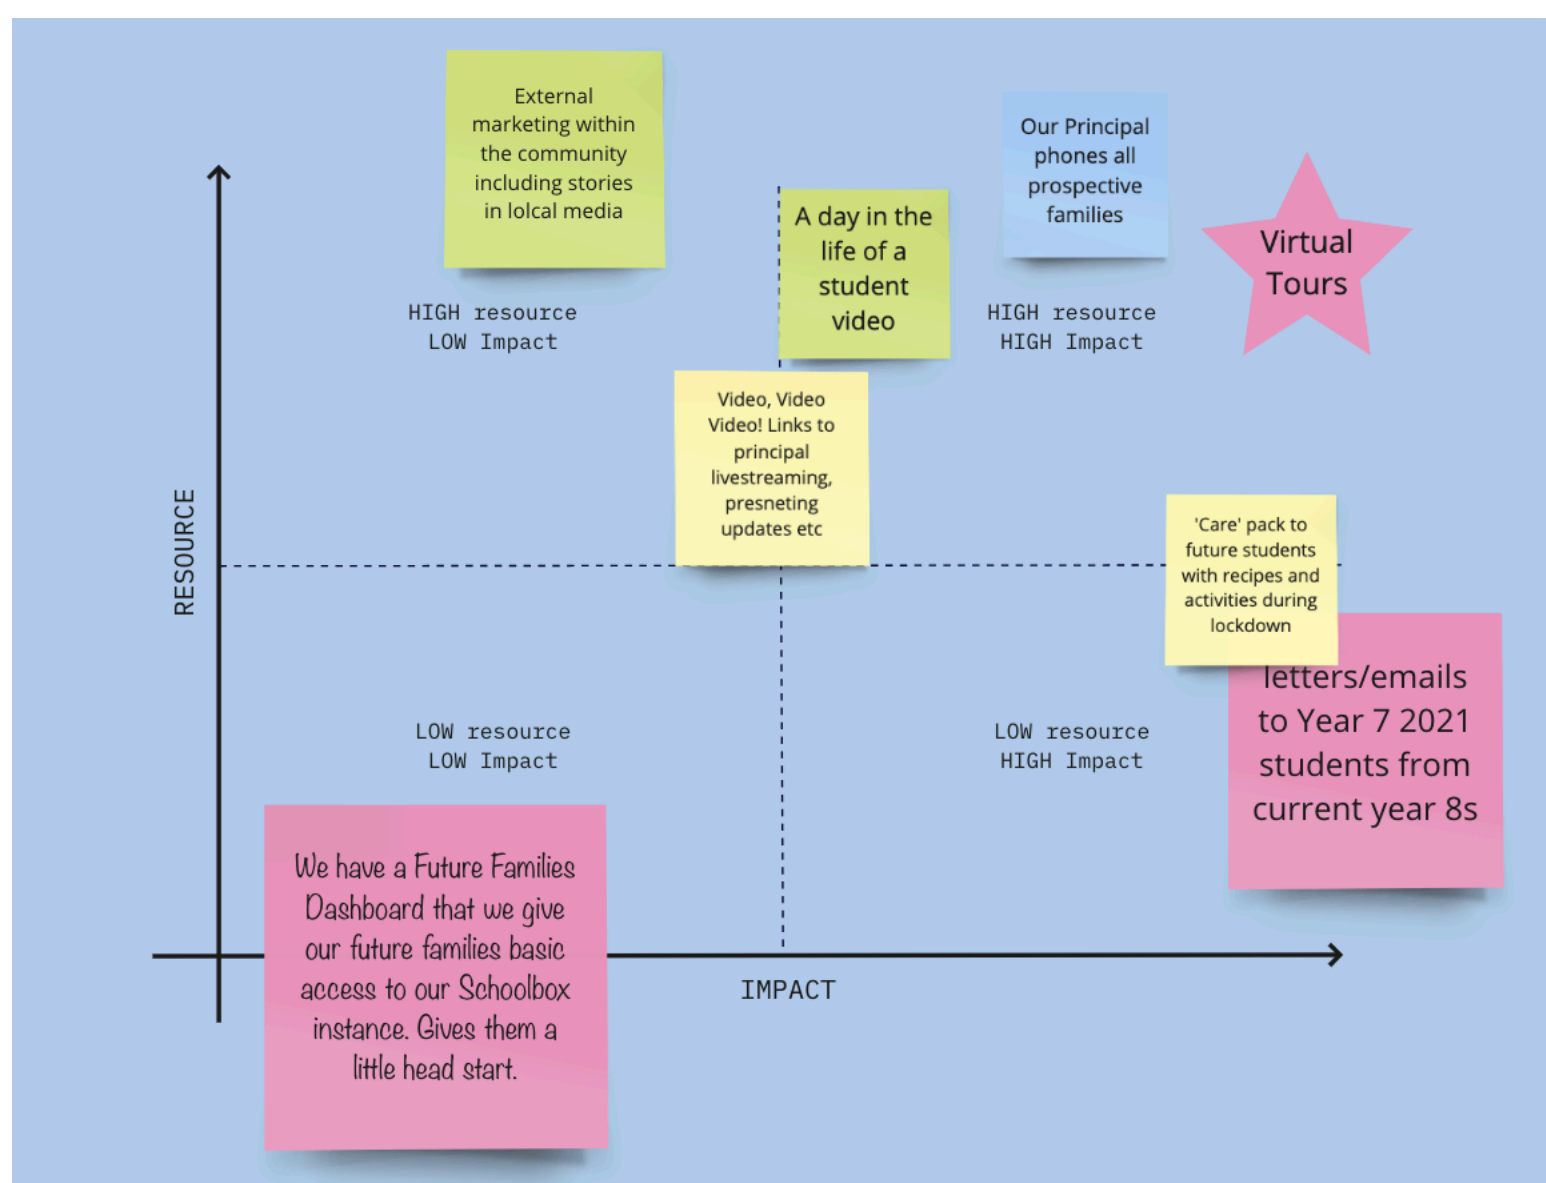 External
marketing within
the community
including stories
in lolcal media
Our Principal
phones all
prospective
families
A day in the
life of a
student
video
Virtual
Tours
HIGH resource
LOW Impact
HIGH resource
HIGH Impact
Video, Video
Video! Links to
principal
livestreaming,
presneting
updates etc
RESOURCE
'Care' pack to
future students
with recipes and
activities during
lockdown
letters/emails
to Year 7 2021
students from
current year 8s
LOW resource
LOW Impact
LOW resource
HIGH Impact
We have a Future Families
Dashboard that we give
our future families basic
access to our Schoolbox
instance. Gives them a
little head start.
IMPACT